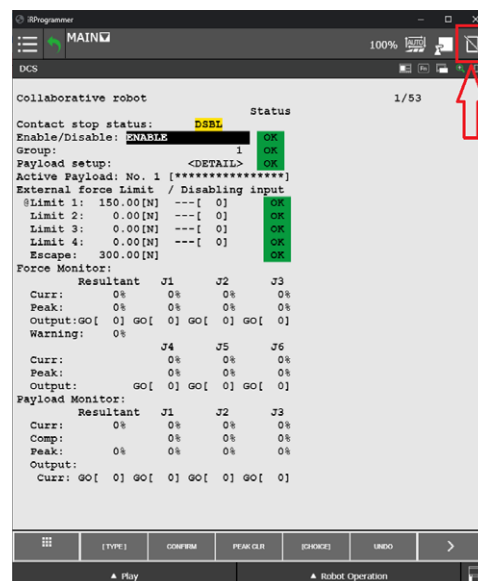 iRProgrammer
MAIN
100% AUTO
DCS
Collaborative robot 1/53
Status
Contact stop status: DSBL
Enable/Disable: ENABLE OK
Group: 1 OK
Payload setup: <DETAIL> OK
Active Payload: No. 1 [****************]
External force Limit / Disabling input
@Limit 1: 150.00[N] ---[ 0] OK
Limit 2: 0.00[N] ---[ 0] OK
Limit 3: 0.00[N] ---[ 0] OK
Limit 4: 0.00[N] ---[ 0] OK
Escape: 300.00[N] OK
Force Monitor:
Resultant J1 J2 J3
Curr: 0% 0% 0% 0%
Peak: 0% 0% 0% 0%
Output:GO[ 0] GO[ 0] GO[ 0] GO[ 0]
Warning: 0%
J4 J5 J6
Curr: 0% 0% 0%
Peak: 0% 0% 0%
Output: GO[ 0] GO[ 0] GO[ 0]
Payload Monitor:
Resultant J1 J2 J3
Curr: 0% 0% 0% 0%
Comp: 0% 0% 0%
Peak: 0% 0% 0% 0%
Output:
Curr: GO[ 0] GO[ 0] GO[ 0] GO[ 0]
[TYPE] CONFIRM PEAK CLR [CHOICE] UNDO >
▲ Play ▲ Robot Operation